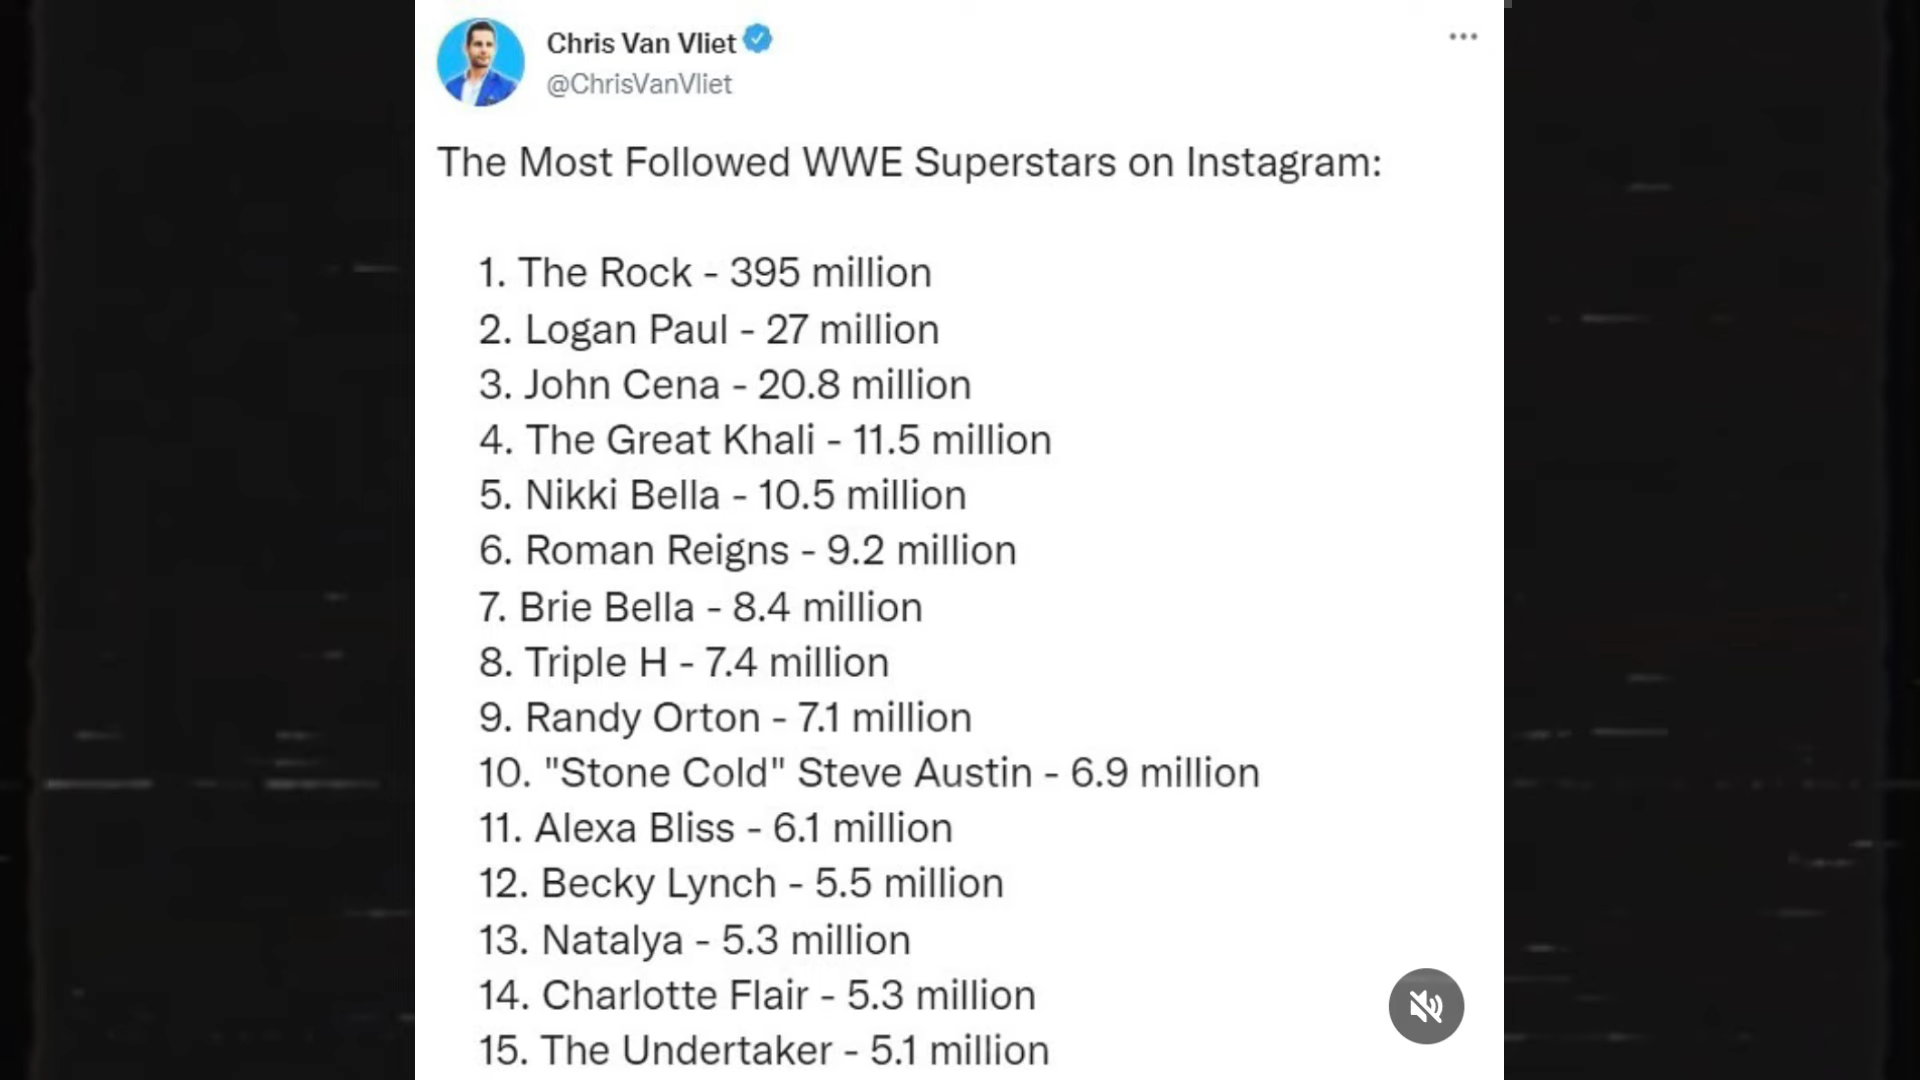 Chris Van Vliet
@ChrisVanVliet
The Most Followed WWE Superstars on Instagram:
1. The Rock - 395 million
2. Logan Paul - 27 million
3. John Cena - 20.8 million
4. The Great Khali - 11.5 million
5. Nikki Bella - 10.5 million
6. Roman Reigns - 9.2 million
7. Brie Bella - 8.4 million
8. Triple H - 7.4 million
9. Randy Orton - 7.1 million
10. "Stone Cold" Steve Austin - 6.9 million
11. Alexa Bliss - 6.1 million
12. Becky Lynch - 5.5 million
13. Natalya - 5.3 million
14. Charlotte Flair - 5.3 million
15. The Undertaker - 5.1 million